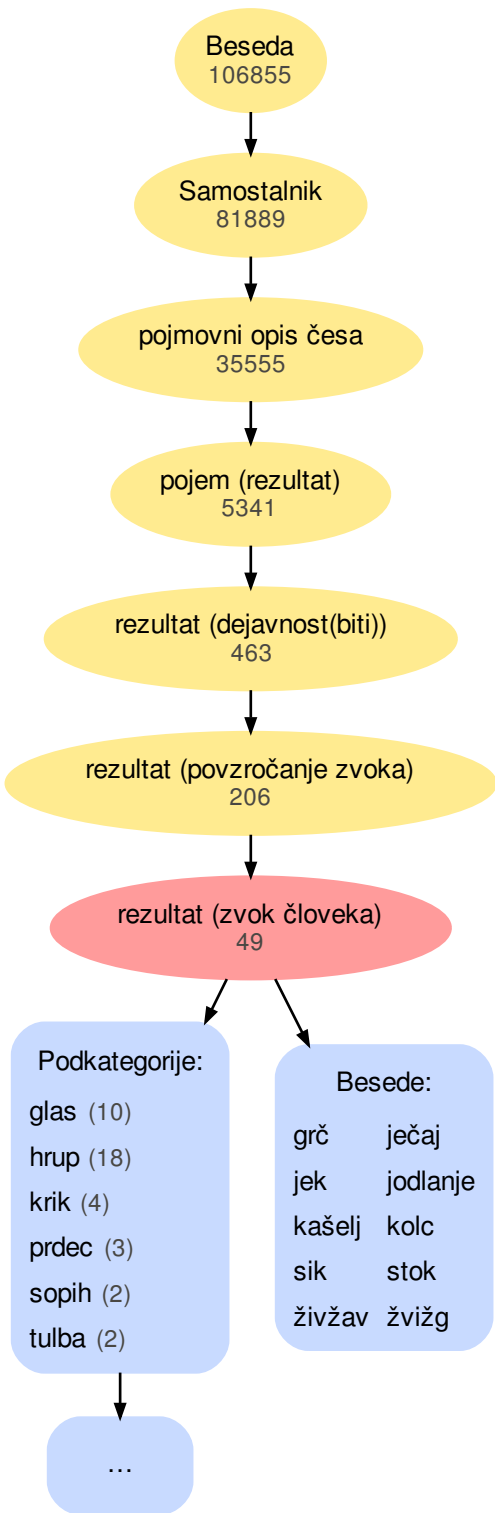 Beseda
106855
Samostalnik
81889
pojmovni opis česa
35555
pojem (rezultat)
5341
rezultat (dejavnost(biti))
463
rezultat (povzročanje zvoka)
206
rezultat (zvok človeka)
49
Podkategorije:
glas (10)
hrup (18)
krik (4)
prdec (3)
sopih (2)
tulba (2)
...
Besede:
grč ječaj
jek jodlanje
kašelj kolc
sik stok
živžav žvižg